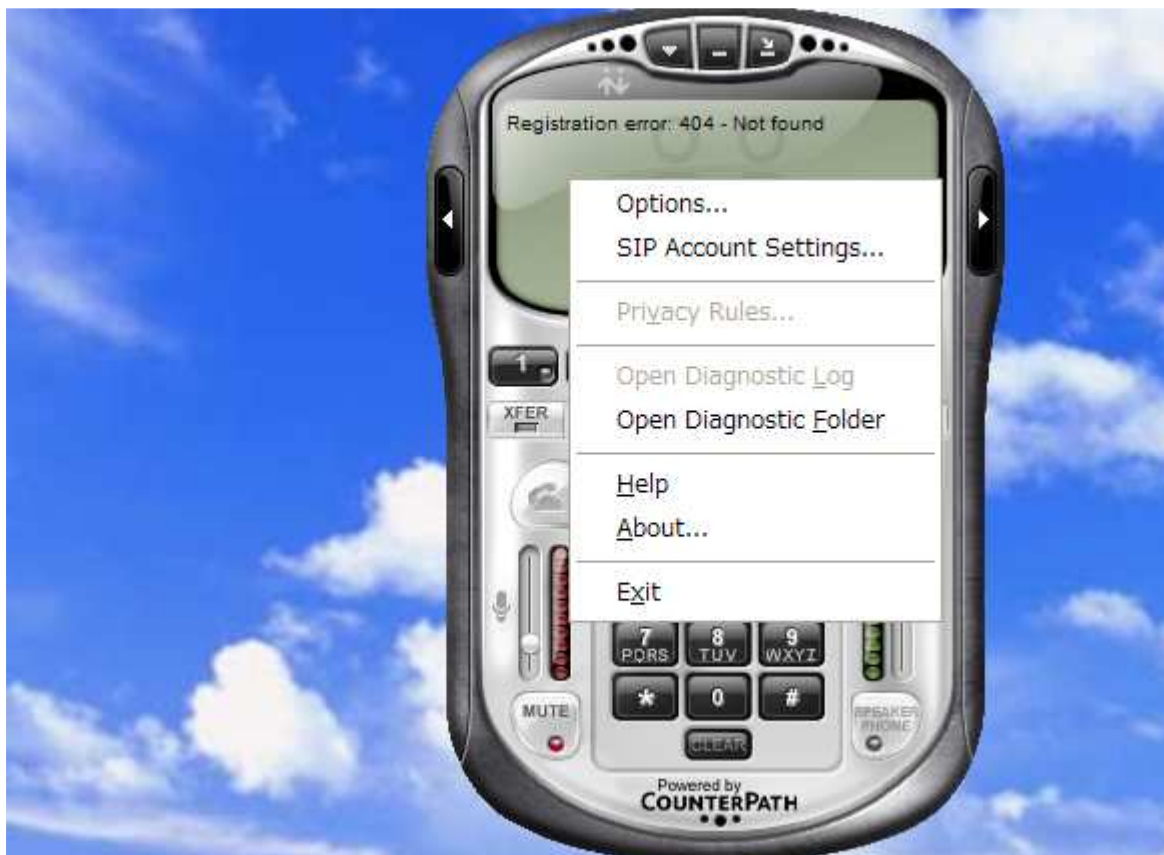 Registration error: 404 - Not found
Options...
SIP Account Settings...
Privacy Rules...
1
Open Diagnostic Log
XFER
Open Diagnostic Folder
Help
About...
Exit
7 8 9
PQRS TUV WXYZ
* 0 #
MUTE
SPEAKER
PHONE
CLEAR
Powered by
COUNTERPATH